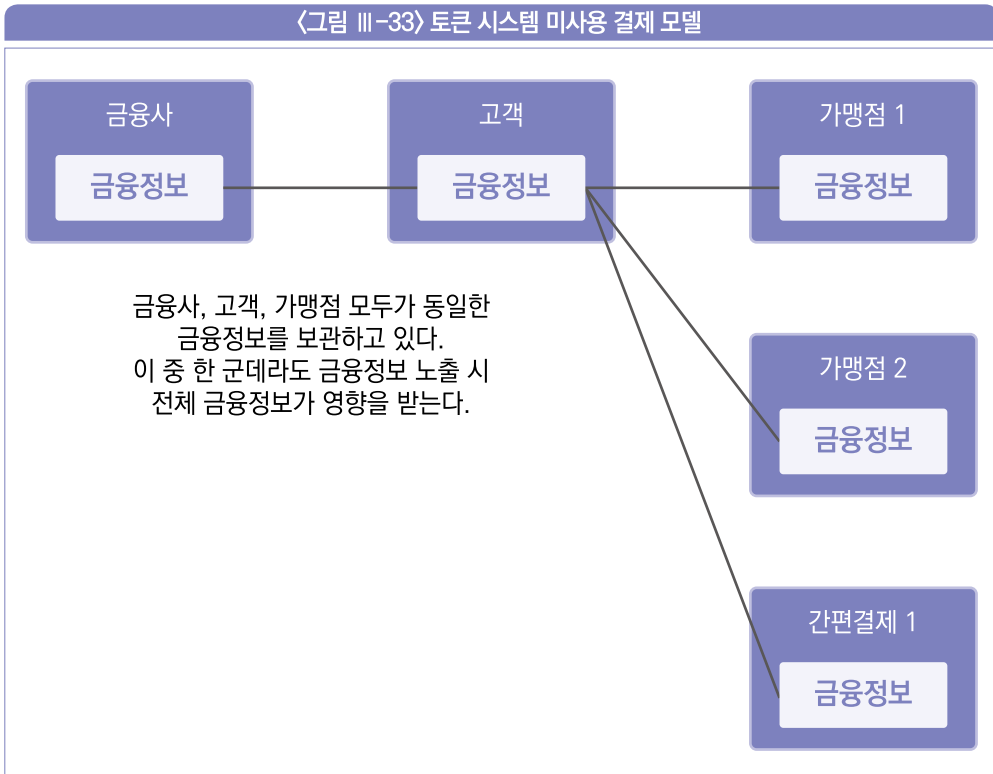 〈그림 Ⅲ-33〉 토큰 시스템 미사용 결제 모델
금융사
금융정보
고객
금융정보
가맹점 1
금융정보
금융사, 고객, 가맹점 모두가 동일한
금융정보를 보관하고 있다.
이 중 한 군데라도 금융정보 노출 시
전체 금융정보가 영향을 받는다.
가맹점 2
금융정보
간편결제 1
금융정보